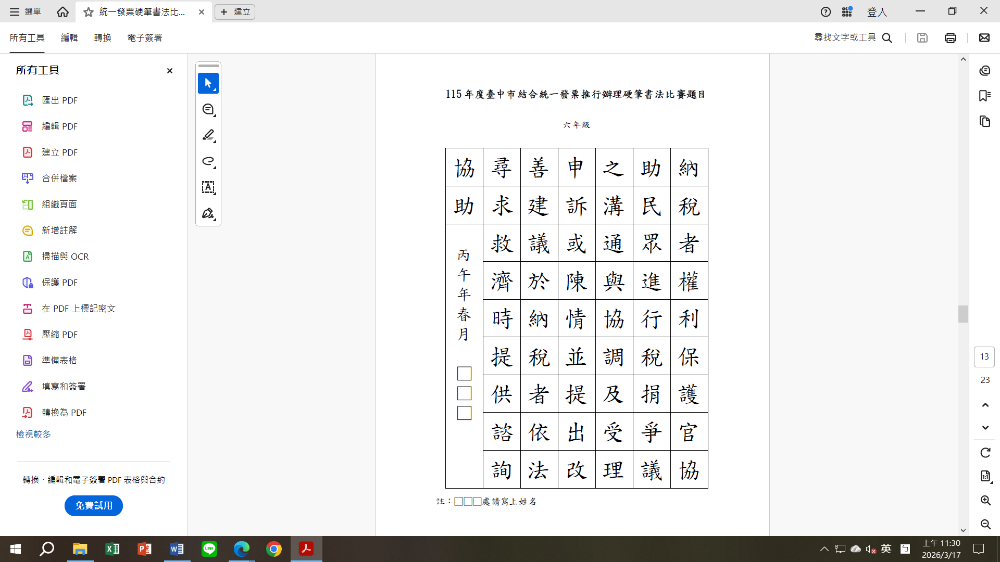 選單
統一發票硬筆書法比...
建立
登入
所有工具
編輯
轉換
電子簽署
尋找文字或工具
所有工具
匯出 PDF
編輯 PDF
建立 PDF
合併檔案
組織頁面
新增註解
掃描與 OCR
保護 PDF
在 PDF 上標記密文
壓縮 PDF
準備表格
填寫和簽署
轉換為 PDF
檢視較多
轉換、編輯和電子簽署 PDF 表格與合約
免費試用
115 年度臺中市結合統一發票推行辦理硬筆書法比賽題目
六年級
納稅者權利保護官協
助民眾進行稅捐爭議
之溝通與協調及受理
申訴或陳情並提出改
善建議於納稅者依法
尋求救濟時提供諮詢
協助
丙午年春月□□□
註：□□□處請寫上姓名
13
23
英
上午 11:30
2026/3/17